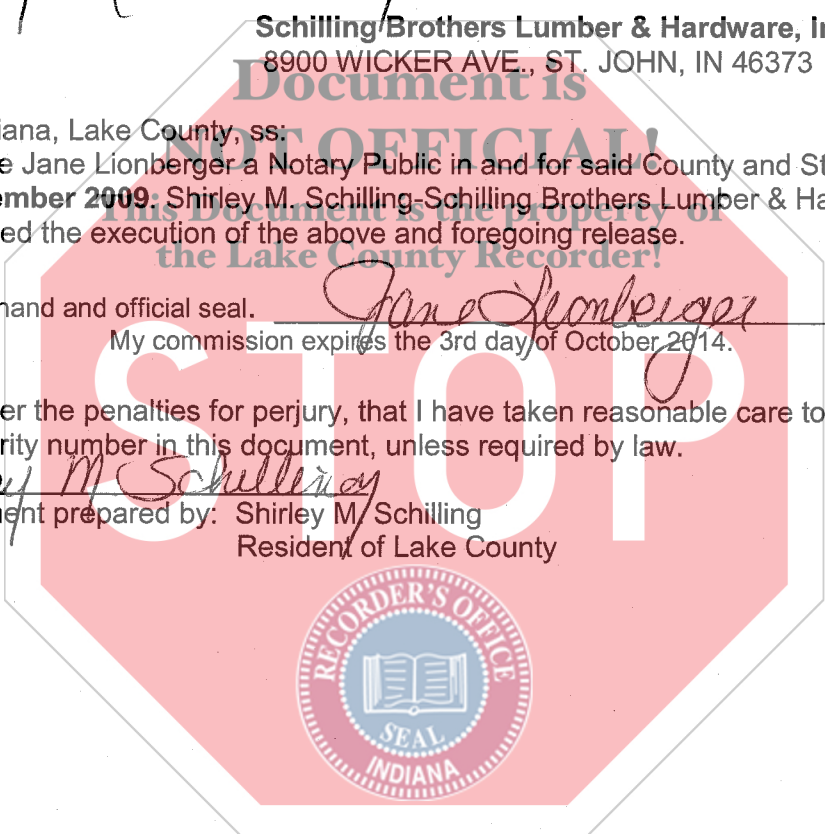 Schilling Brothers Lumber & Hardware, In
8900 WICKER AVE., ST. JOHN, IN 46373
Document is
iana, Lake County, ss:
NOT OFFICIAL!
e Jane Lionberger a Notary Public in and for said County and St
ember 2009. Shirley M. Schilling-Schilling Brothers Lumber & Ha
This Document is the property of
ed the execution of the above and foregoing release.
the Lake County Recorder!
hand and official seal. Jane Lionberger
My commission expires the 3rd day of October 2014.
STOP
er the penalties for perjury, that I have taken reasonable care to
rity number in this document, unless required by law.
ey M Schilling
ment prepared by: Shirley M. Schilling
Resident of Lake County
RECORDER'S OFFICE
SEAL
INDIANA